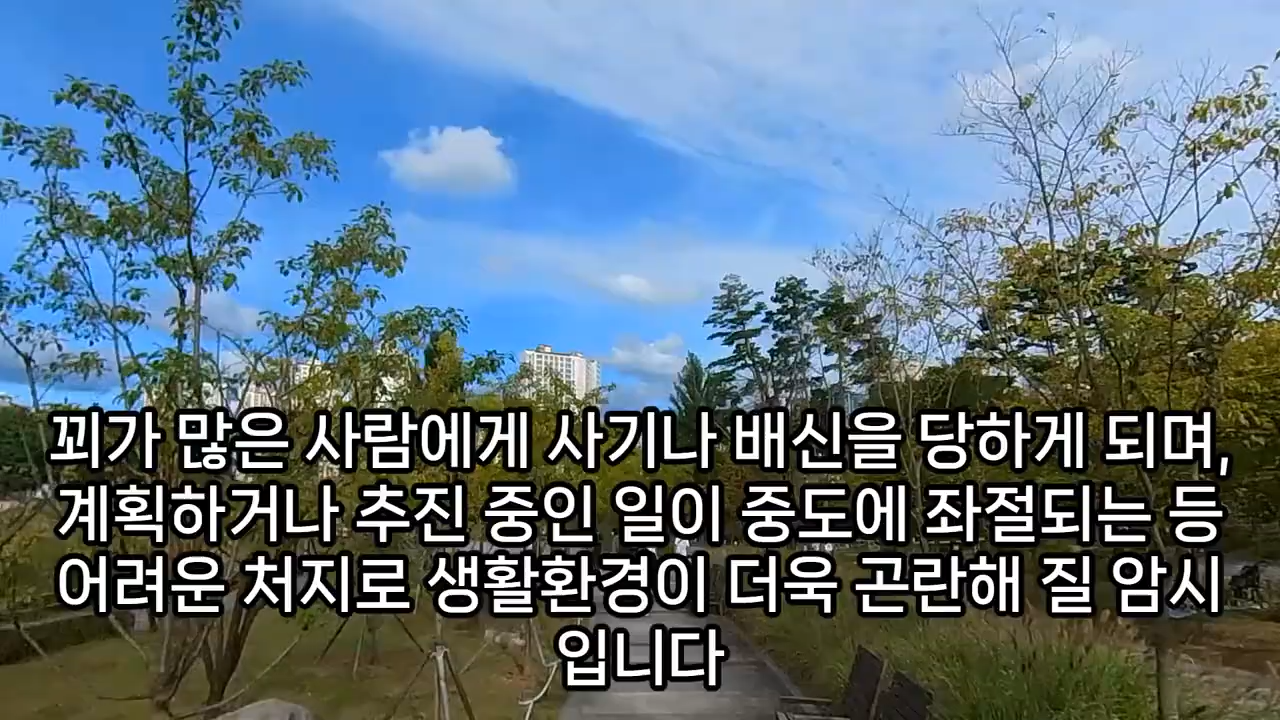 꾀가 많은 사람에게 사기나 배신을 당하게 되며,
계획하거나 추진 중인 일이 중도에 좌절되는 등
어려운 처지로 생활환경이 더욱 곤란해 질 암시
입니다